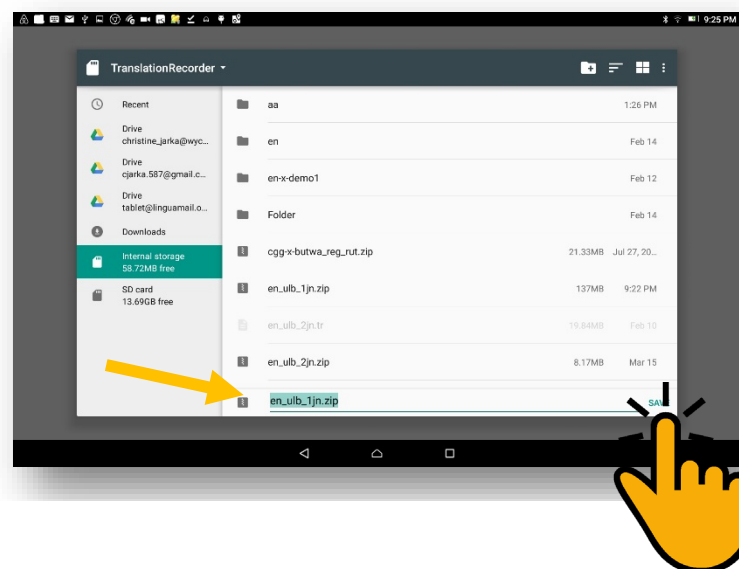 9:25 PM
TranslationRecorder
Recent
Drive
christine_jarka@wyc...
Drive
cjarka.587@gmail.c...
Drive
tablet@linguamail.o...
Downloads
Internal storage
58.72MB free
SD card
13.69GB free
aa 1:26 PM
en Feb 14
en-x-demo1 Feb 12
Folder Feb 14
cgg-x-butwa_reg_rut.zip 21.33MB Jul 27, 20...
en_ulb_1jn.zip 137MB 9:22 PM
en_ulb_2jn.tr 19.84MB Feb 10
en_ulb_2jn.zip 8.17MB Mar 15
en_ulb_1jn.zip